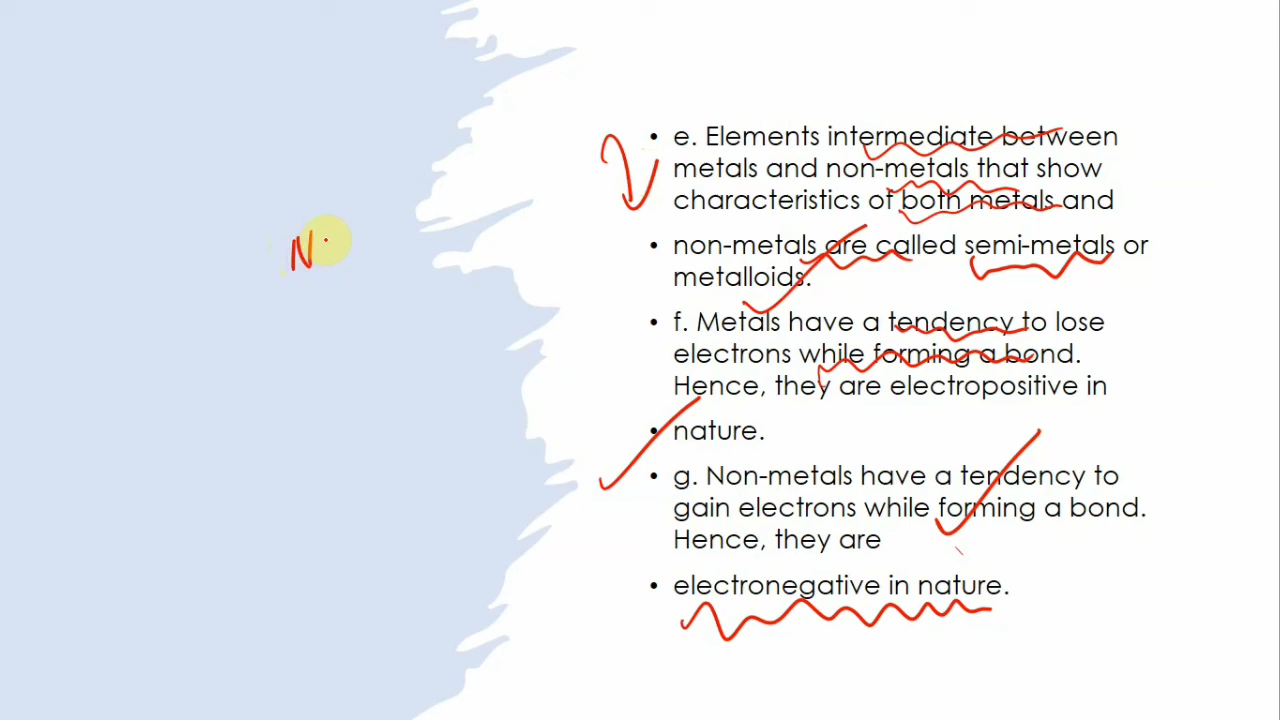 • e. Elements intermediate between
metals and non-metals that show
characteristics of both metals and
• non-metals are called semi-metals or
metalloids.
• f. Metals have a tendency to lose
electrons while forming a bond.
Hence, they are electropositive in
• nature.
• g. Non-metals have a tendency to
gain electrons while forming a bond.
Hence, they are
• electronegative in nature.
N